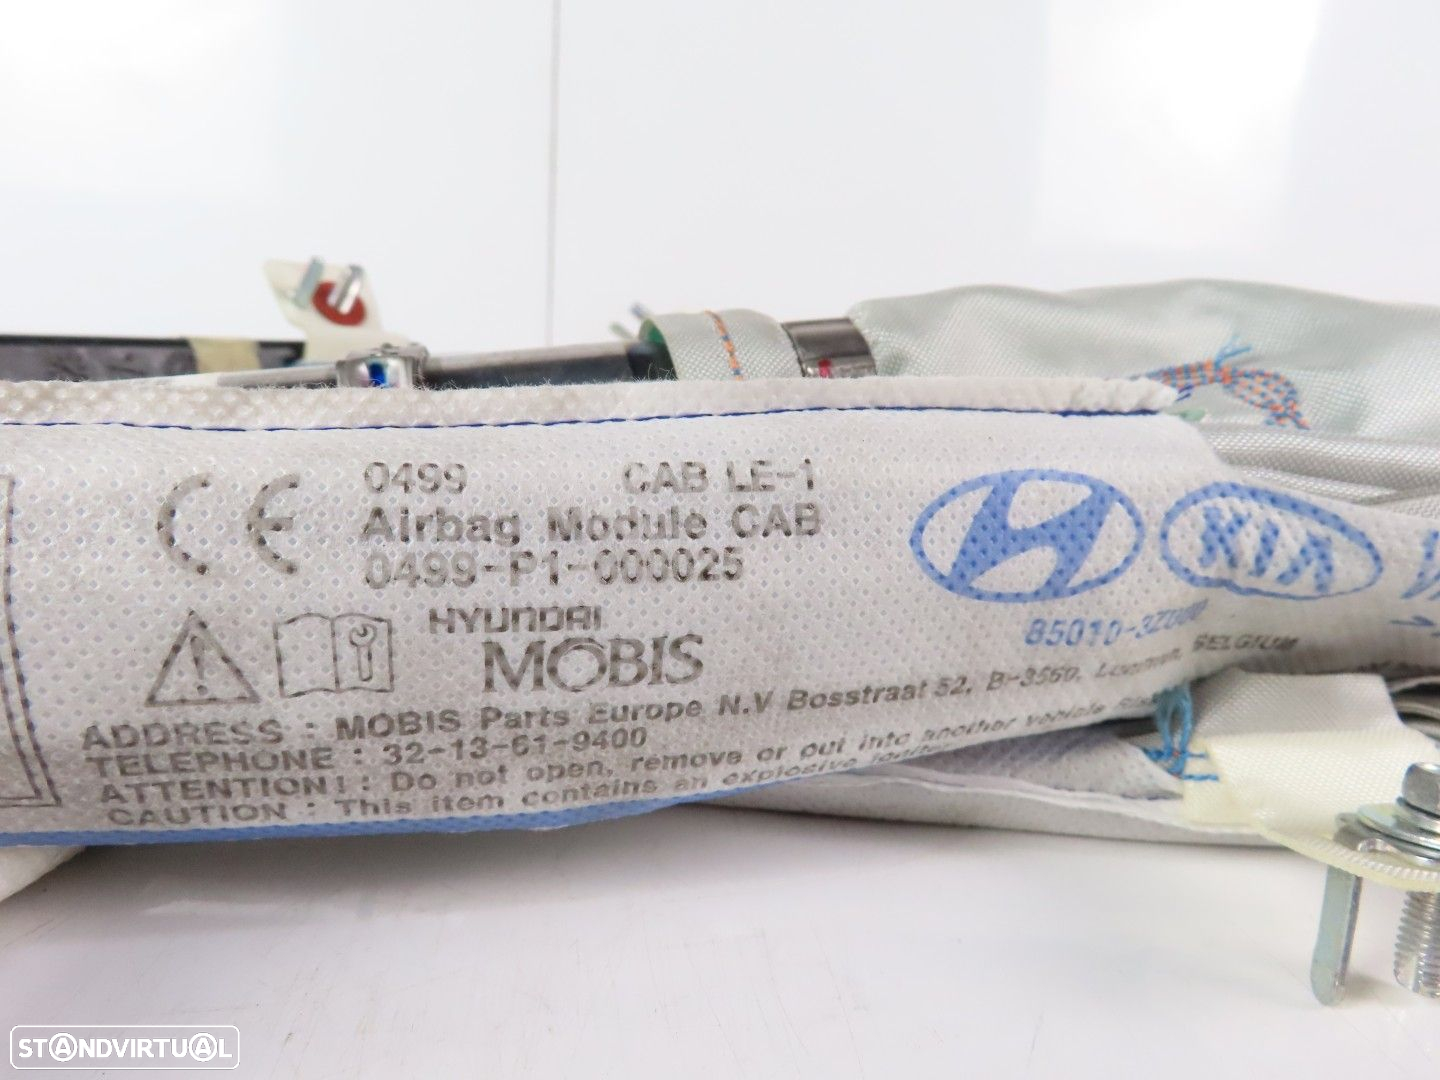 0499 CAB LE-1
Airbag Module CAB
0499-P1-000025
HYUNDAI
MOBIS
KIA
ADDRESS : MOBIS Parts Europe N.V Bosstraat 52, B-3560, BELGIUM
TELEPHONE : 32-13-61-9400
ATTENTION! : Do not open, remove or put into another vehicle
CAUTION : This item contains an explosive
STANDVIRTUAL